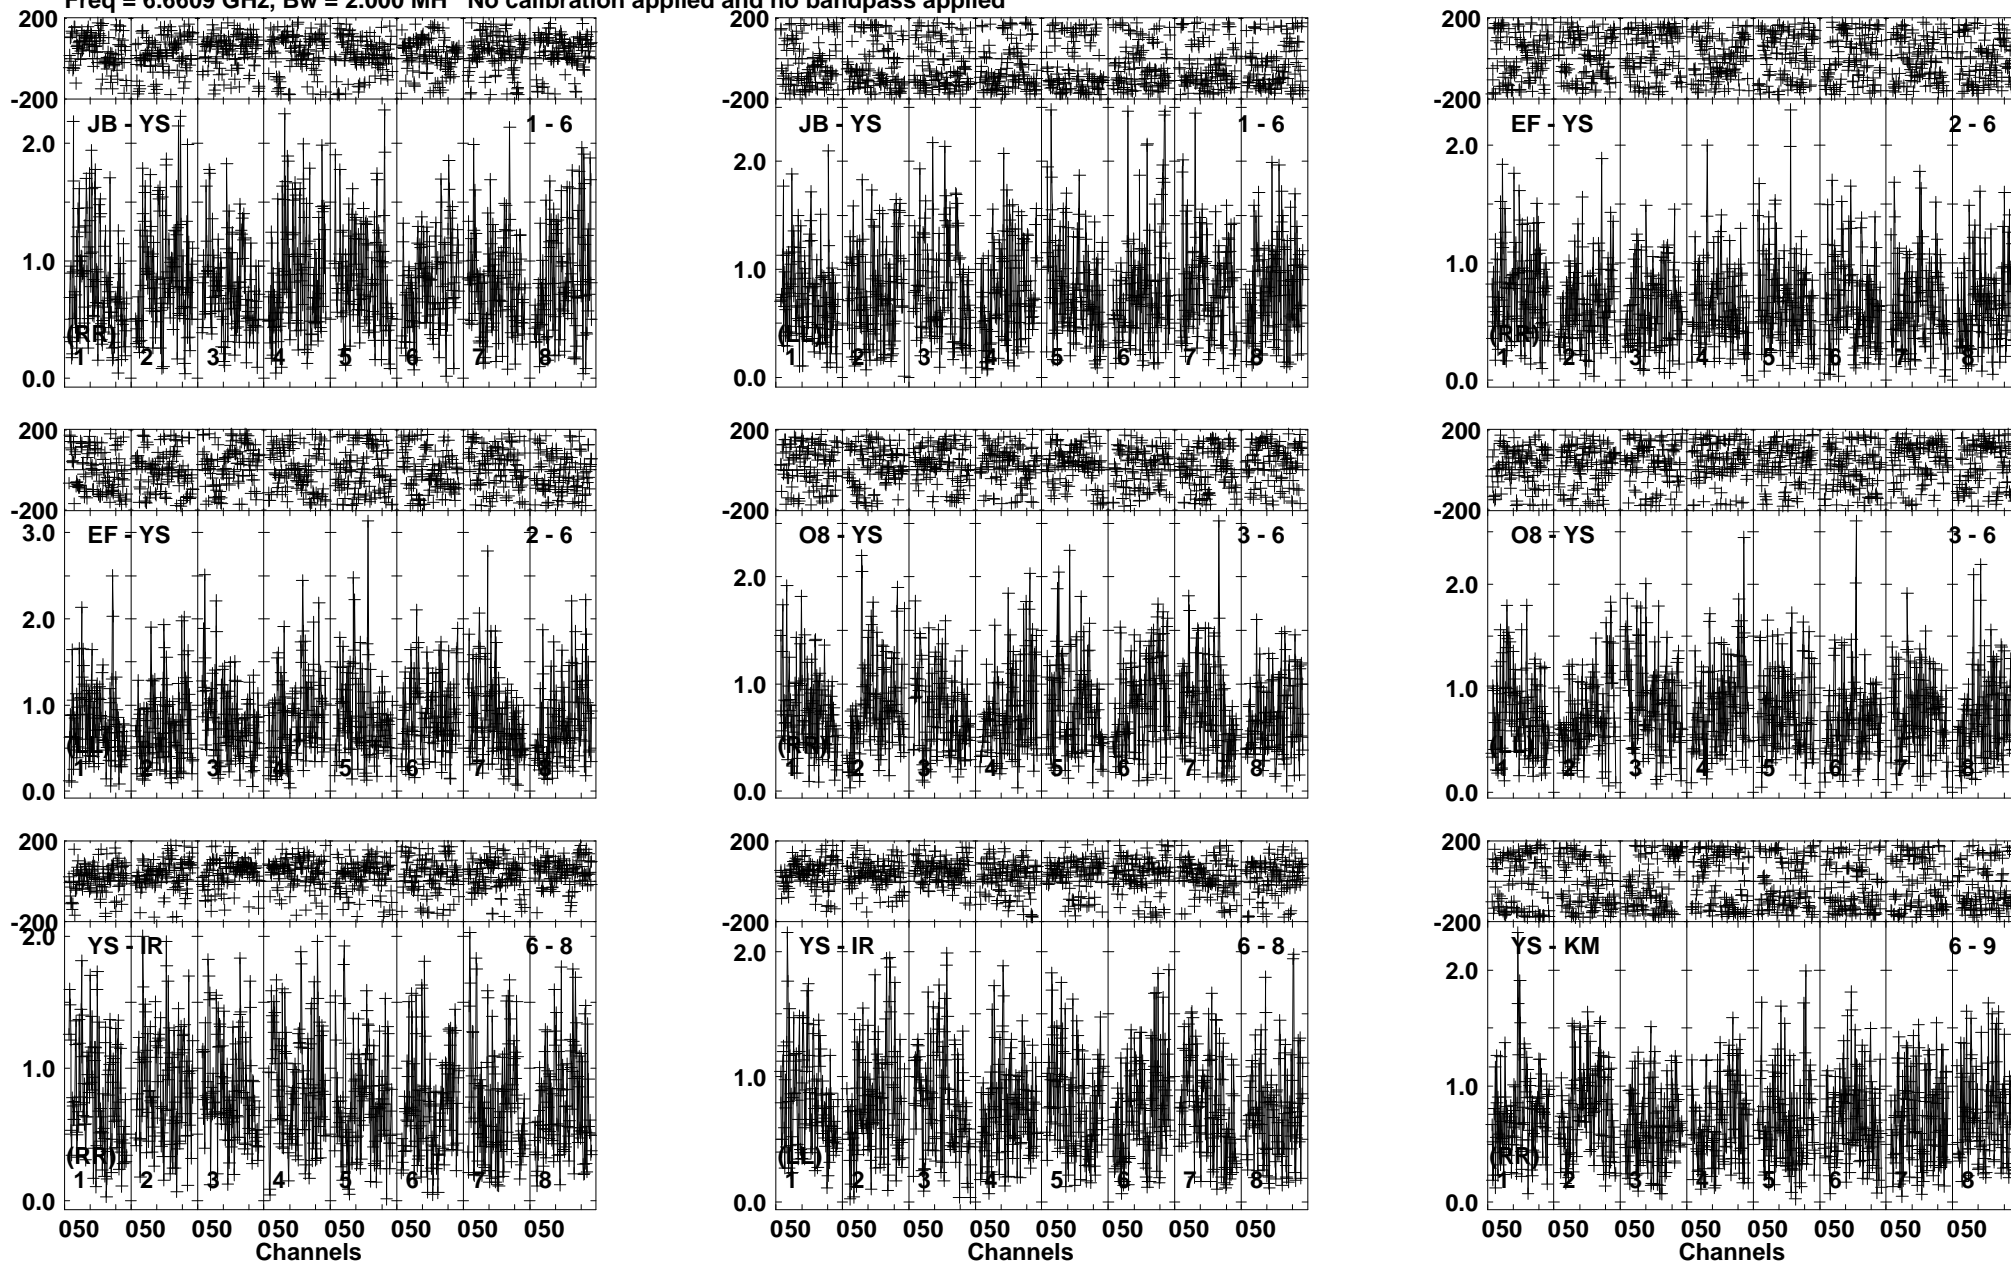 Freq = 6.6609 GHz, Bw = 2.000 MH No calibration applied and no bandpass applied
200 200 200
-200 -200 -200
JB - YS 1 - 6 JB - YS 1 - 6 EF - YS 2 - 6
2.0 2.0 2.0
1.0 1.0 1.0
(RR) (LL) (RR)
1 2 3 4 5 6 7 8 1 2 3 4 5 6 7 8 1 2 3 4 5 6 7 8
0.0 0.0 0.0
200 200 200
-200 -200 -200
EF - YS 2 - 6 O8 - YS 3 - 6 O8 - YS 3 - 6
3.0
2.0 2.0 2.0
1.0 1.0 1.0
(LL) (RR) (LL)
1 2 3 4 5 6 7 8 1 2 3 4 5 6 7 8 1 2 3 4 5 6 7 8
0.0 0.0 0.0
200 200 200
-200 -200 -200
YS - IR 6 - 8 YS - IR 6 - 8 YS - KM 6 - 9
2.0 2.0 2.0
1.0 1.0 1.0
(RR) (LL) (RR)
1 2 3 4 5 6 7 8 1 2 3 4 5 6 7 8 1 2 3 4 5 6 7 8
0.0 0.0 0.0
050 050 050 050 050 050 050 050 050 050 050 050 050 050 050 050 050 050 050 050 050 050 050 050
Channels Channels Channels